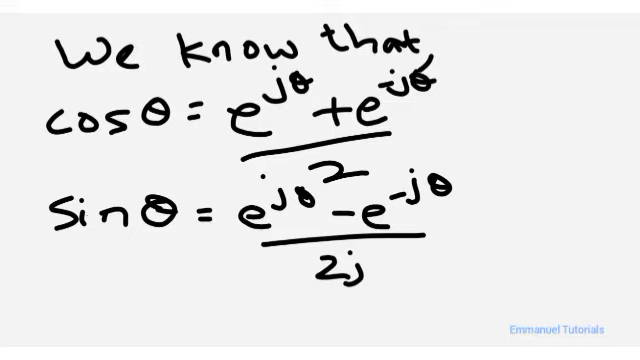 We know that
cosθ = e^jθ + e^-jθ
2
sinθ = e^jθ - e^-jθ
2j
Emmanuel Tutorials